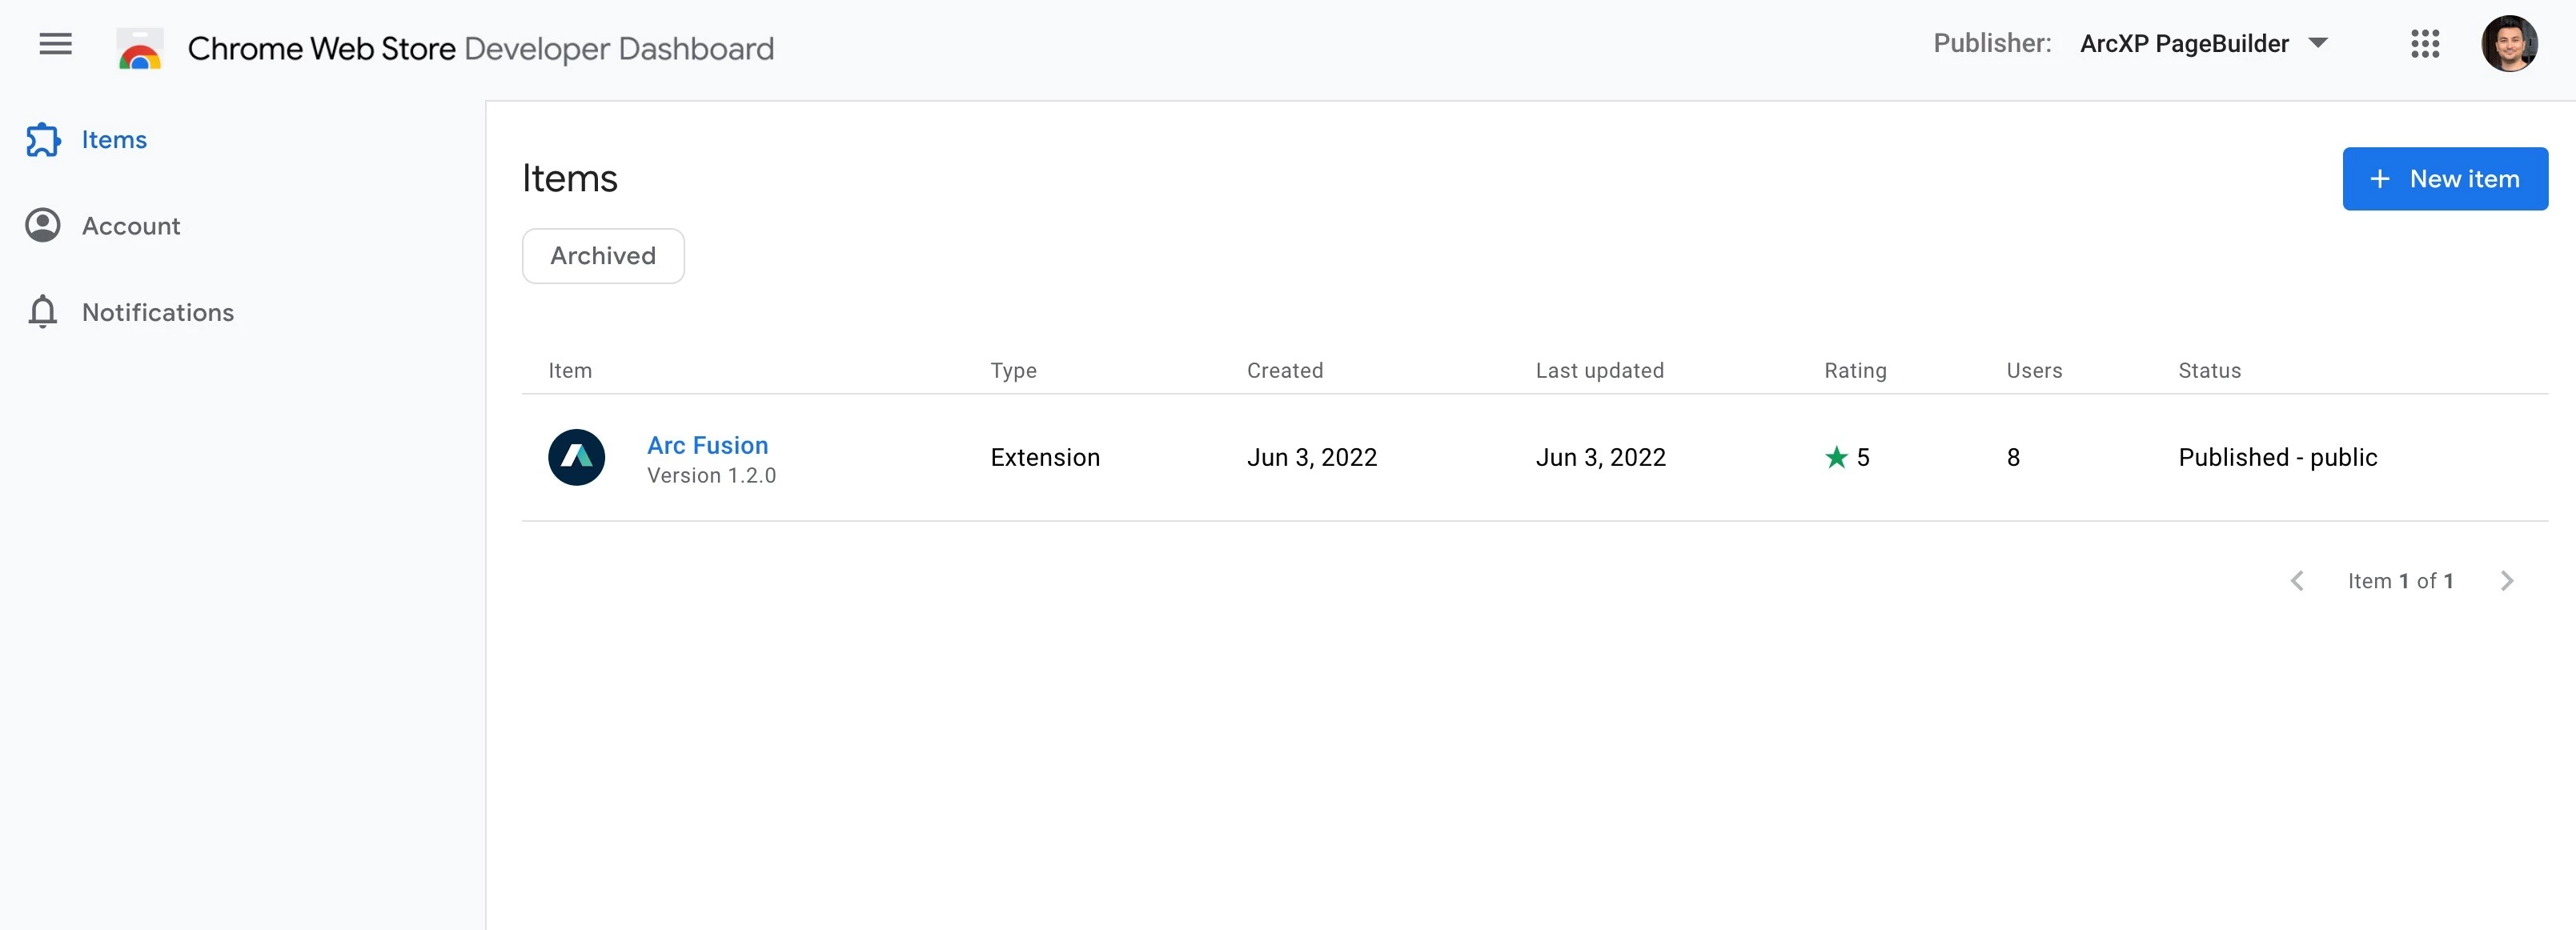 Chrome Web Store Developer Dashboard
Publisher: ArcXP PageBuilder
Items
Account
Notifications
Items
+ New item
Archived
Item Type Created Last updated Rating Users Status
Arc Fusion
Version 1.2.0
Extension Jun 3, 2022 Jun 3, 2022 ★ 5 8 Published - public
Item 1 of 1